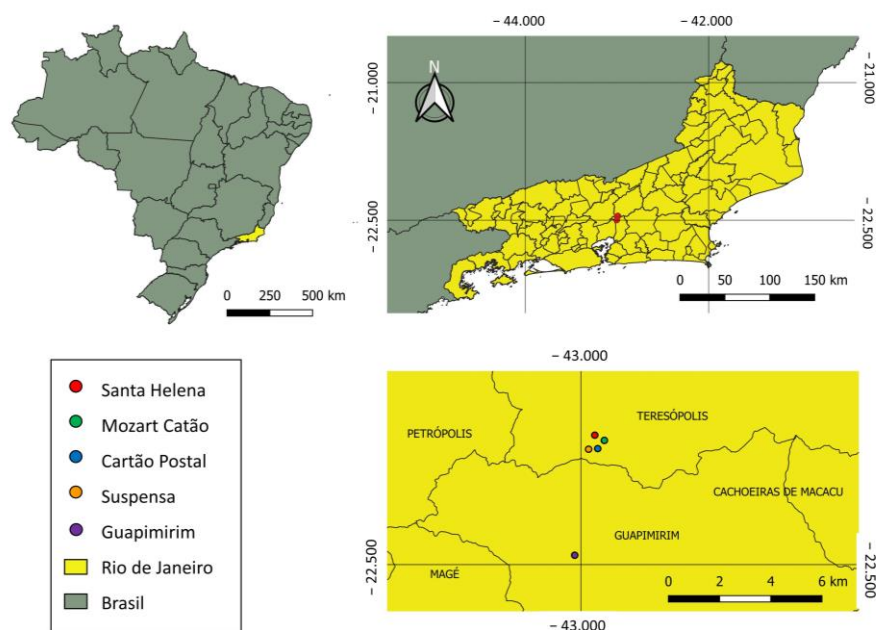 − 44.000
− 42.000
N
− 21.000
− 22.500
− 22.500
0 250 500 km
0 50 100 150 km
Santa Helena
Mozart Catão
Cartão Postal
Suspensa
Guapimirim
Rio de Janeiro
Brasil
− 43.000
TERESÓPOLIS
PETRÓPOLIS
CACHOEIRAS DE MACACU
GUAPIMIRIM
MAGÉ
− 22.500
− 22.500
0 2 4 6 km
− 43.000